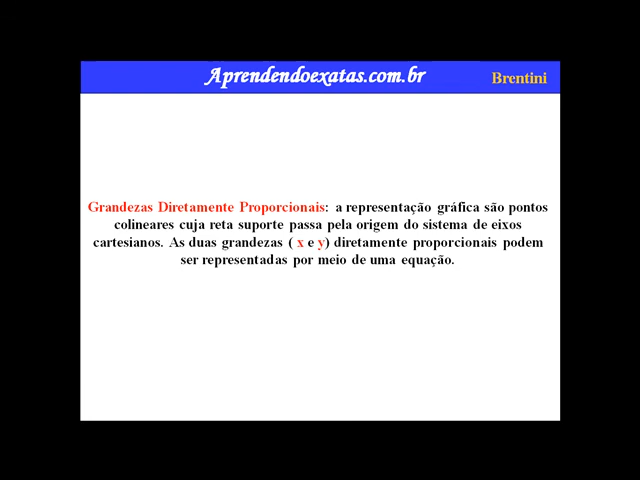 Aprendendoexatas.com.br
Brentini
Grandezas Diretamente Proporcionais: a representação gráfica são pontos
colineares cuja reta suporte passa pela origem do sistema de eixos
cartesianos. As duas grandezas ( x e y) diretamente proporcionais podem
ser representadas por meio de uma equação.